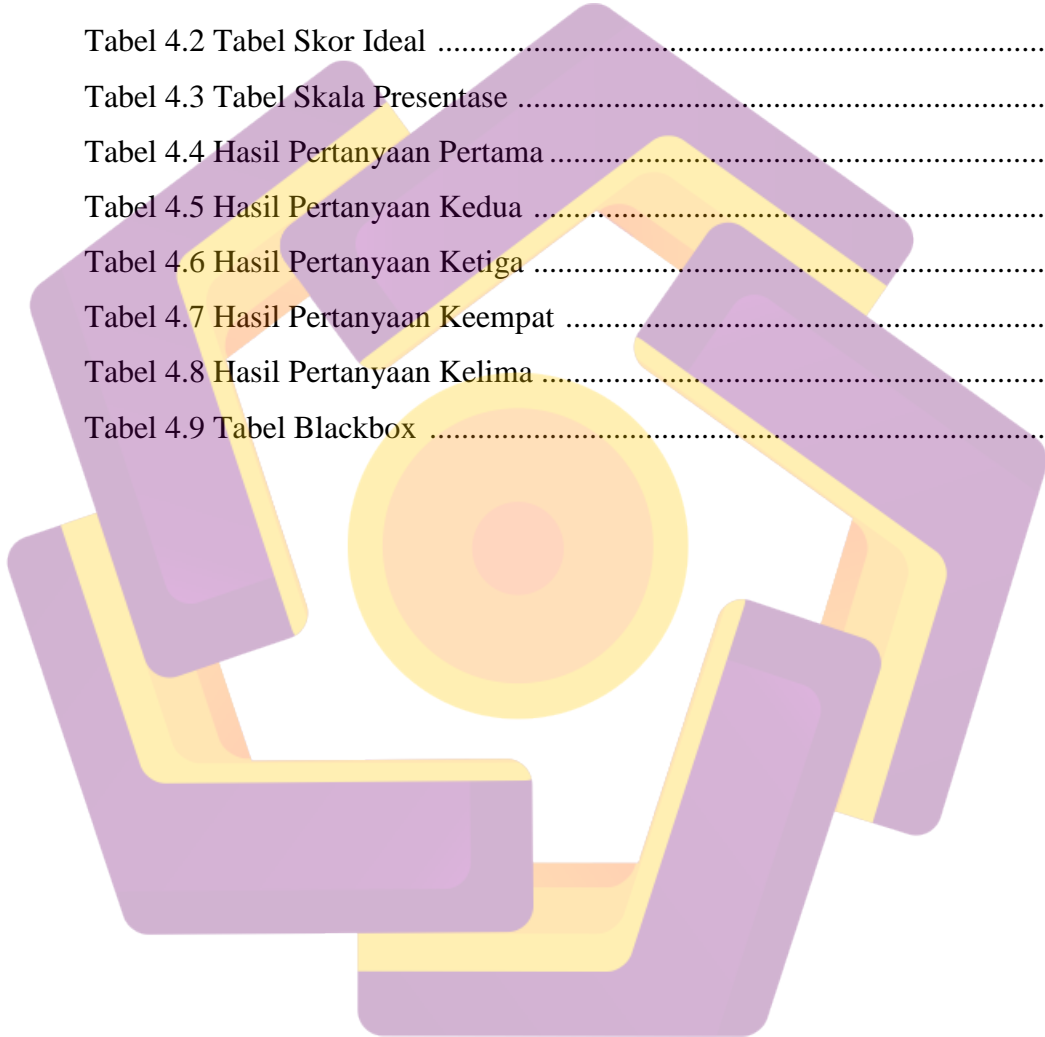 Tabel 4.2 Tabel Skor Ideal ............................................................................
Tabel 4.3 Tabel Skala Presentase ..................................................................
Tabel 4.4 Hasil Pertanyaan Pertama ..............................................................
Tabel 4.5 Hasil Pertanyaan Kedua ................................................................
Tabel 4.6 Hasil Pertanyaan Ketiga ................................................................
Tabel 4.7 Hasil Pertanyaan Keempat ............................................................
Tabel 4.8 Hasil Pertanyaan Kelima ...............................................................
Tabel 4.9 Tabel Blackbox .............................................................................